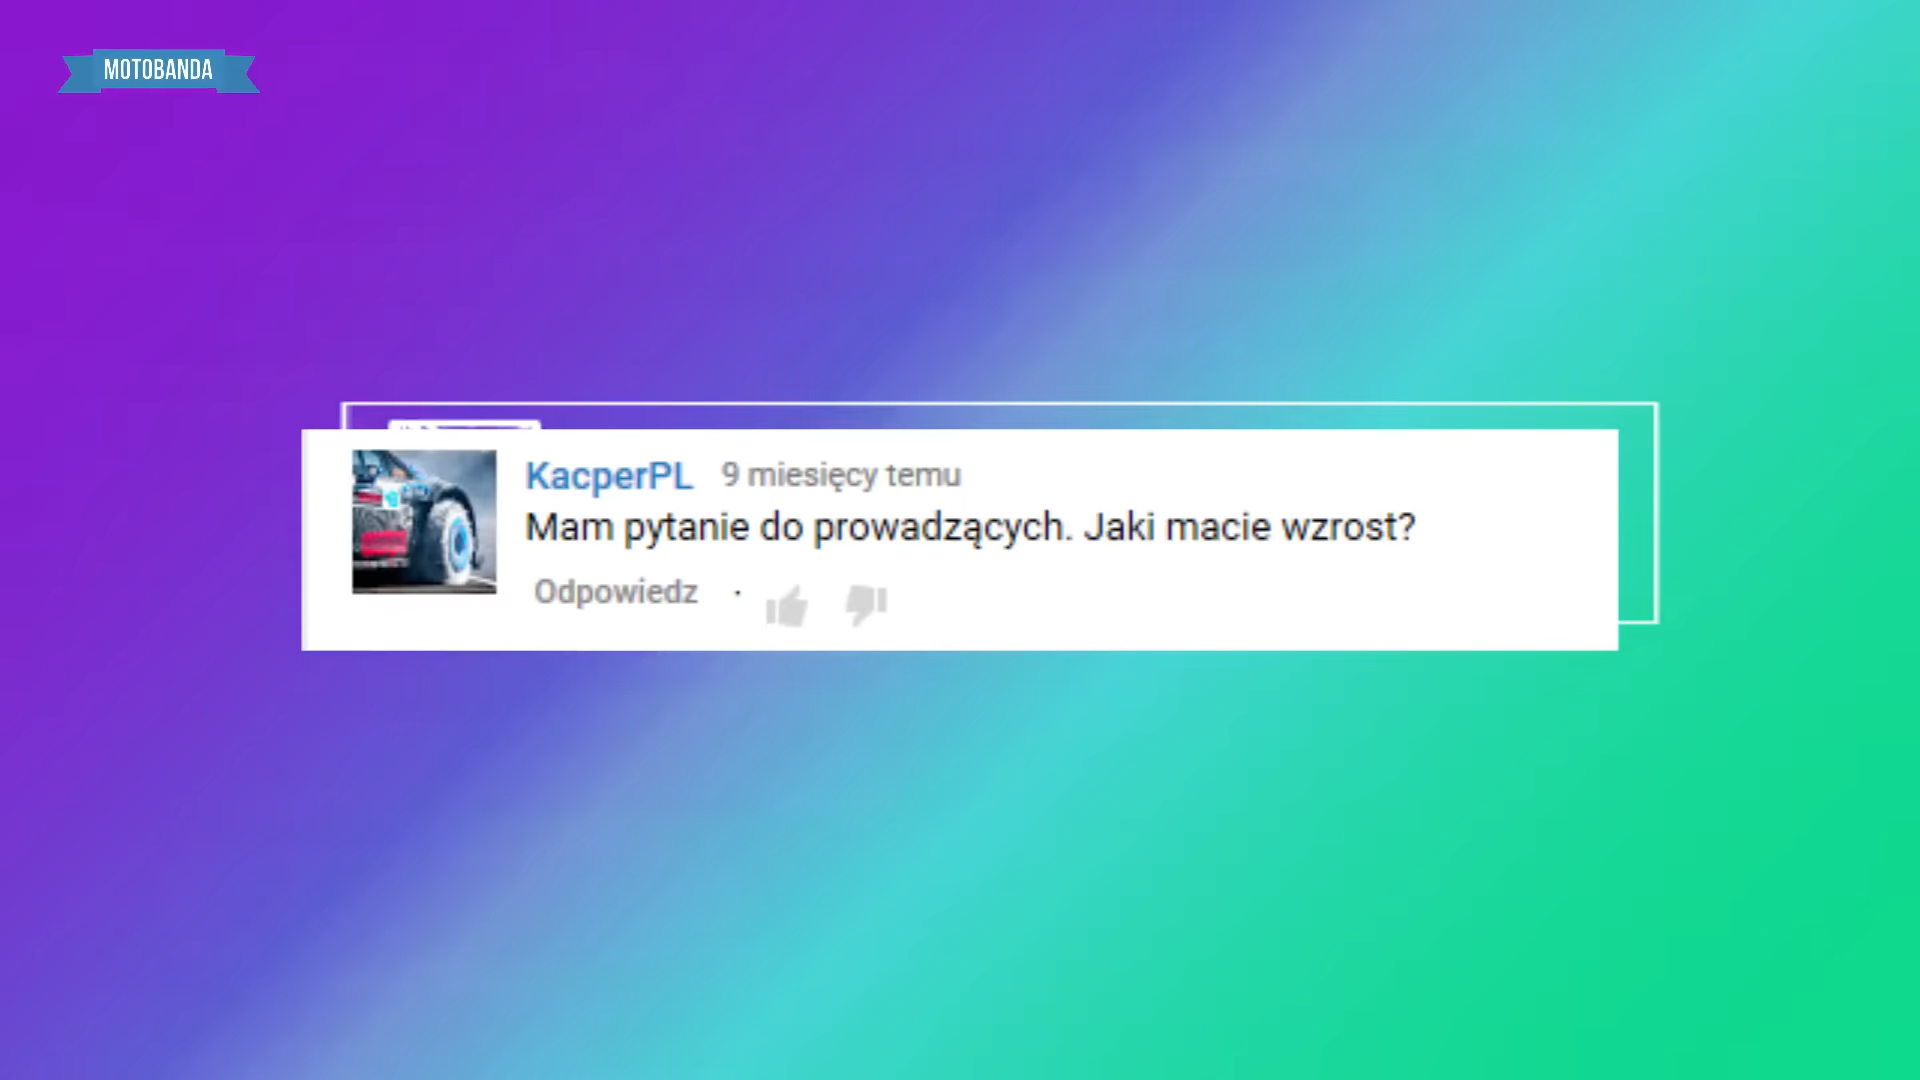 MOTOBANDA
KacperPL 9 miesięcy temu
Mam pytanie do prowadzących. Jaki macie wzrost?
Odpowiedz ·